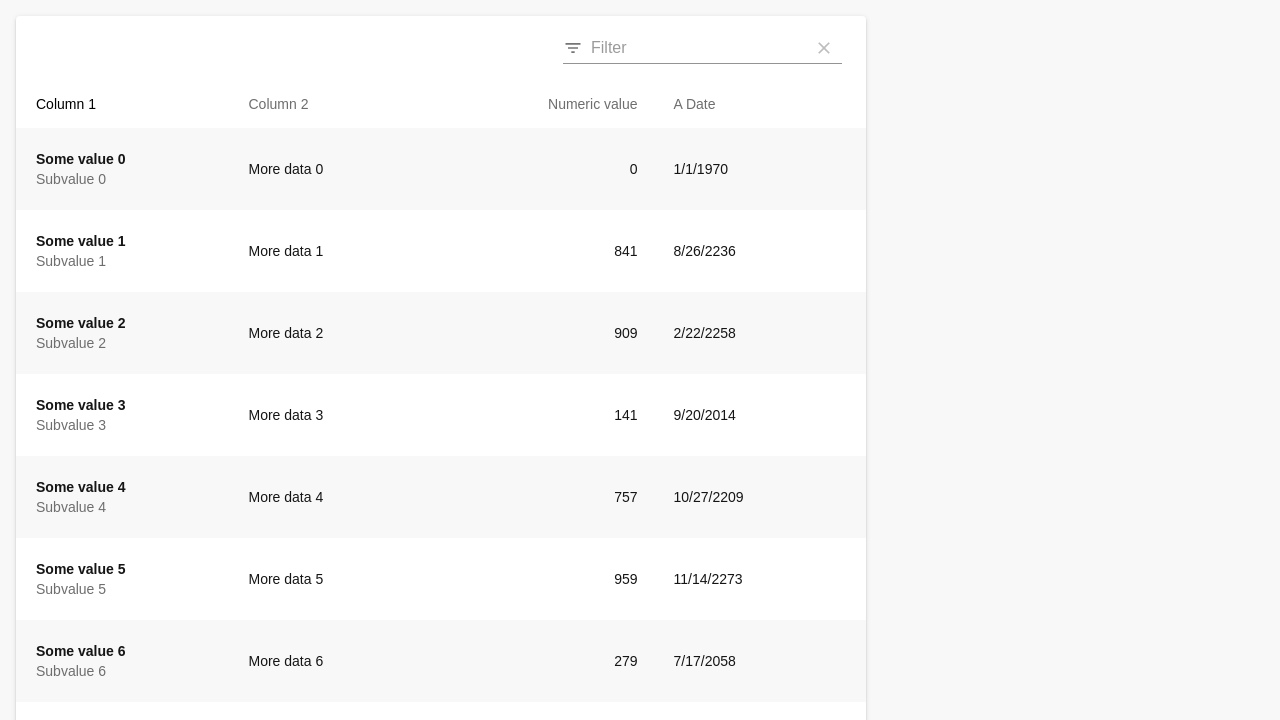 Filter
Column 1 Column 2 Numeric value A Date
Some value 0
Subvalue 0
More data 0 0 1/1/1970
Some value 1
Subvalue 1
More data 1 841 8/26/2236
Some value 2
Subvalue 2
More data 2 909 2/22/2258
Some value 3
Subvalue 3
More data 3 141 9/20/2014
Some value 4
Subvalue 4
More data 4 757 10/27/2209
Some value 5
Subvalue 5
More data 5 959 11/14/2273
Some value 6
Subvalue 6
More data 6 279 7/17/2058